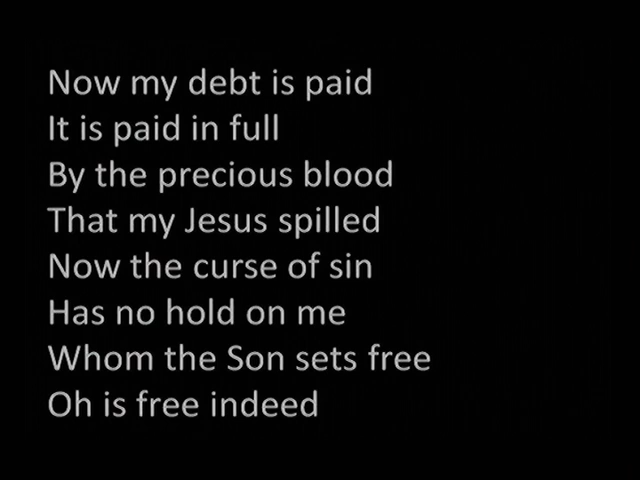 Now my debt is paid
It is paid in full
By the precious blood
That my Jesus spilled
Now the curse of sin
Has no hold on me
Whom the Son sets free
Oh is free indeed